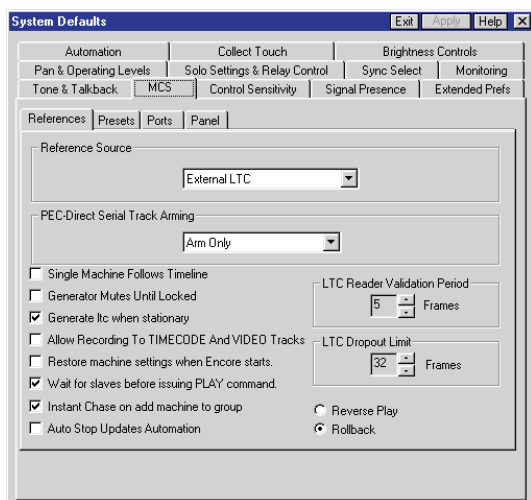 System Defaults Exit Apply Help
Automation Collect Touch Brightness Controls
Pan & Operating Levels Solo Settings & Relay Control Sync Select Monitoring
Tone & Talkback MCS Control Sensitivity Signal Presence Extended Prefs
References Presets Ports Panel
Reference Source
External LTC
PEC-Direct Serial Track Arming
Arm Only
Single Machine Follows Timeline
Generator Mutes Until Locked
Generate ltc when stationary
Allow Recording To TIMECODE And VIDEO Tracks
Restore machine settings when Encore starts.
Wait for slaves before issuing PLAY command.
Instant Chase on add machine to group
Auto Stop Updates Automation
LTC Reader Validation Period
5 Frames
LTC Dropout Limit
32 Frames
Reverse Play
Rollback